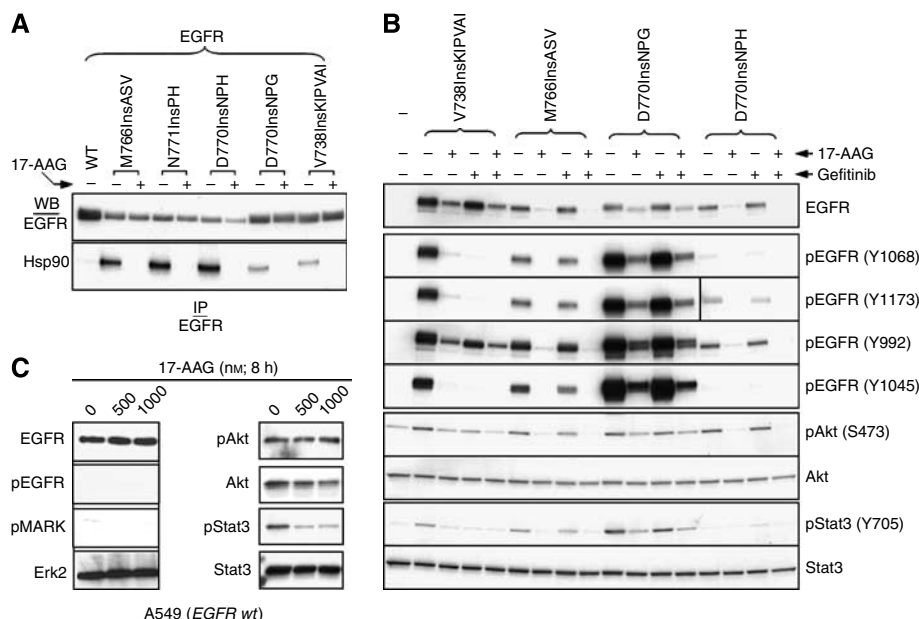 A
EGFR
WT
M766InsASV
N771InsPH
D770InsNPH
D770InsNPG
V738InsKIPVAI
17-AAG
– – + – + – + – + – +
WB
EGFR
Hsp90
IP
EGFR
B
–
V738InsKIPVAI
M766InsASV
D770InsNPG
D770InsNPH
– – + – + – + – + – + – + – + – + 17-AAG
– – – + + – – + + – – + + – – + + Gefitinib
EGFR
pEGFR (Y1068)
pEGFR (Y1173)
pEGFR (Y992)
pEGFR (Y1045)
pAkt (S473)
Akt
pStat3 (Y705)
Stat3
C
17-AAG (nM; 8 h)
0 500 1000
EGFR
pEGFR
pMARK
Erk2
0 500 1000
pAkt
Akt
pStat3
Stat3
A549 (EGFR wt)